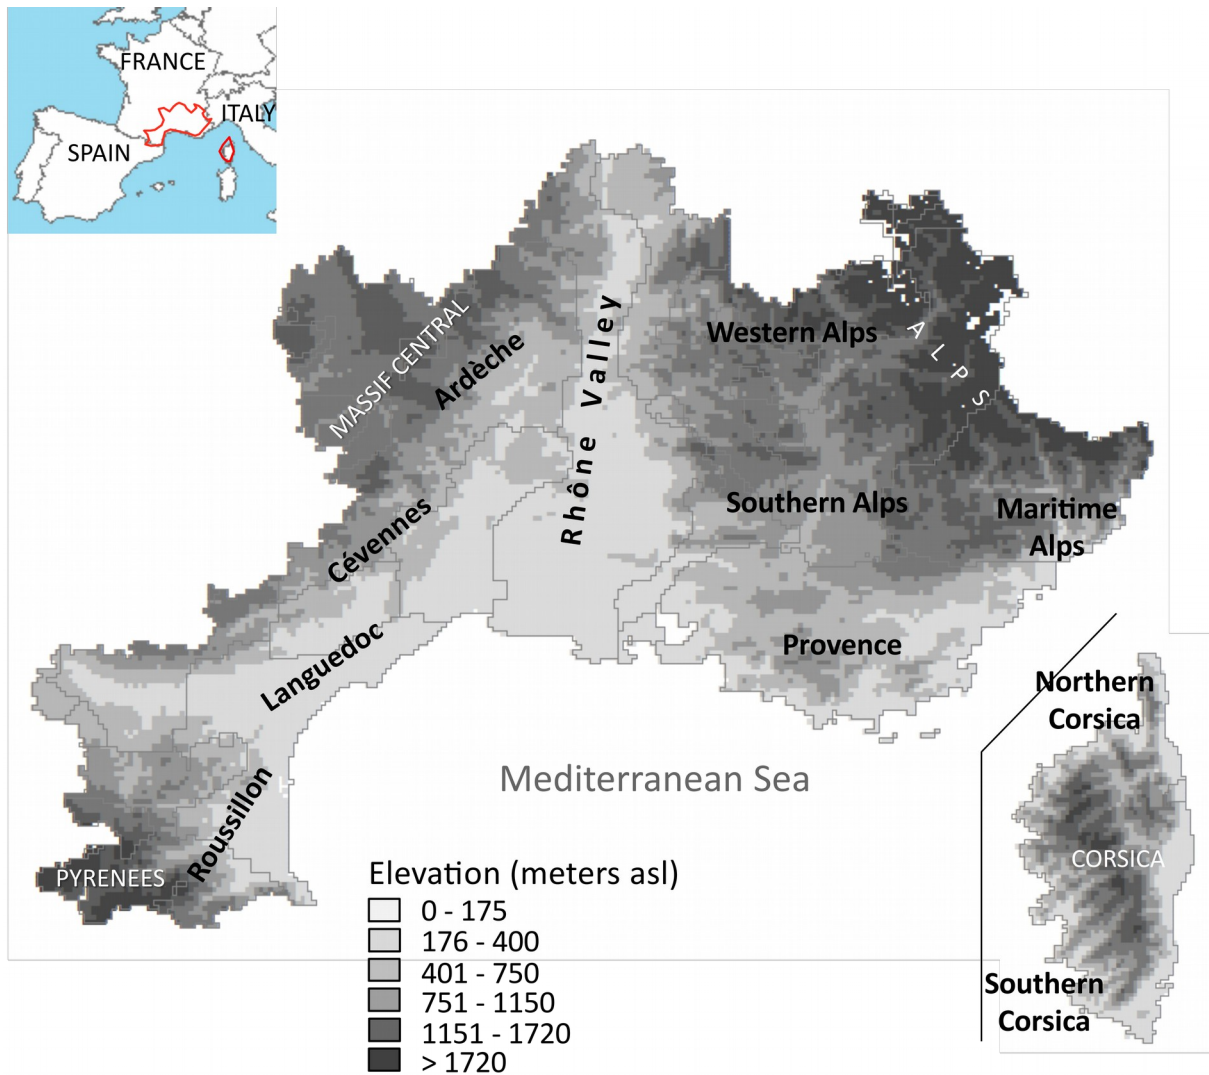 FRANCE
ITALY
SPAIN
MASSIF CENTRAL
Ardèche
Rhône Valley
Western Alps
ALPS
Cévennes
Southern Alps
Maritime
Alps
Languedoc
Provence
Northern
Corsica
Roussillon
Mediterranean Sea
PYRENEES
CORSICA
Southern
Corsica
Elevation (meters asl)
0 - 175
176 - 400
401 - 750
751 - 1150
1151 - 1720
> 1720